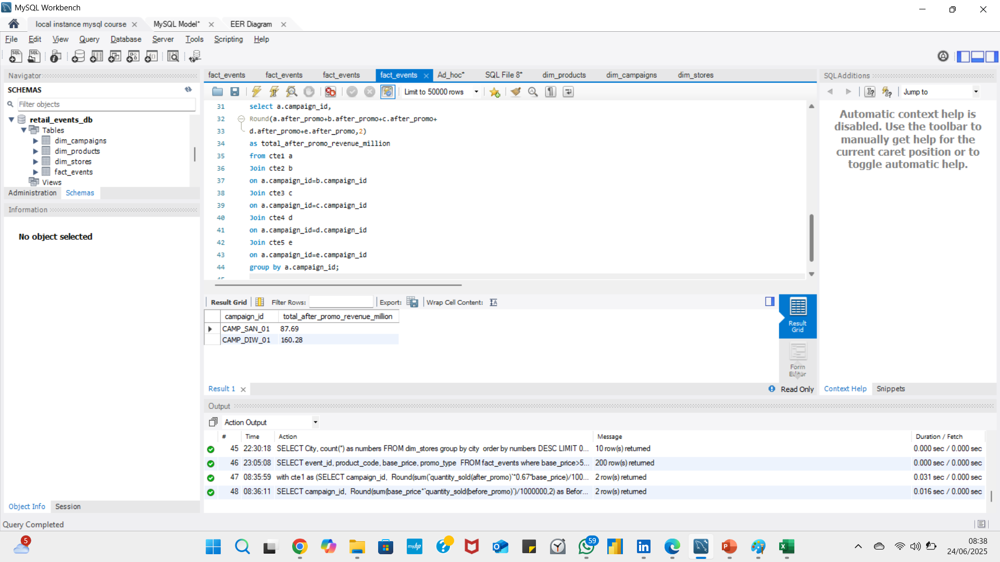 MySQL Workbench
local instance mysql course
MySQL Model*
EER Diagram
File Edit View Query Database Server Tools Scripting Help
Navigator
SCHEMAS
Filter objects
retail_events_db
Tables
dim_campaigns
dim_products
dim_stores
fact_events
Views
Administration Schemas
Information
No object selected
Object Info Session
Query Completed
fact_events fact_events fact_events fact_events Ad_hoc* SQL File 8* dim_products dim_campaigns dim_stores
Limit to 50000 rows
31 select a.campaign_id,
32 Round(a.after_promo+b.after_promo+c.after_promo+
33 d.after_promo+e.after_promo,2)
34 as total_after_promo_revenue_million
35 from cte1 a
36 Join cte2 b
37 on a.campaign_id=b.campaign_id
38 Join cte3 c
39 on a.campaign_id=c.campaign_id
40 Join cte4 d
41 on a.campaign_id=d.campaign_id
42 Join cte5 e
43 on a.campaign_id=e.campaign_id
44 group by a.campaign_id;
Result Grid Filter Rows: Export: Wrap Cell Content:
campaign_id total_after_promo_revenue_million
CAMP_SAN_01 87.69
CAMP_DIW_01 160.28
Result Grid
Form Editor
Result 1
Read Only
SQLAdditions
Jump to
Automatic context help is
disabled. Use the toolbar to
manually get help for the
current caret position or to
toggle automatic help.
Context Help Snippets
Output
Action Output
# Time Action Message Duration / Fetch
45 22:30:18 SELECT City, count(*) as numbers FROM dim_stores group by city order by numbers DESC LIMIT 0... 10 row(s) returned 0.000 sec / 0.000 sec
46 23:05:08 SELECT event_id, product_code, base_price, promo_type FROM fact_events where base_price>5... 200 row(s) returned 0.000 sec / 0.000 sec
47 08:35:59 with cte1 as (SELECT campaign_id, Round(sum(`quantity_sold(after_promo)`*0.67*base_price)/100... 2 row(s) returned 0.031 sec / 0.000 sec
48 08:36:11 SELECT campaign_id, Round(sum(base_price*`quantity_sold(before_promo)`)/1000000,2) as Befor... 2 row(s) returned 0.016 sec / 0.000 sec
5
59
08:38
24/06/2025